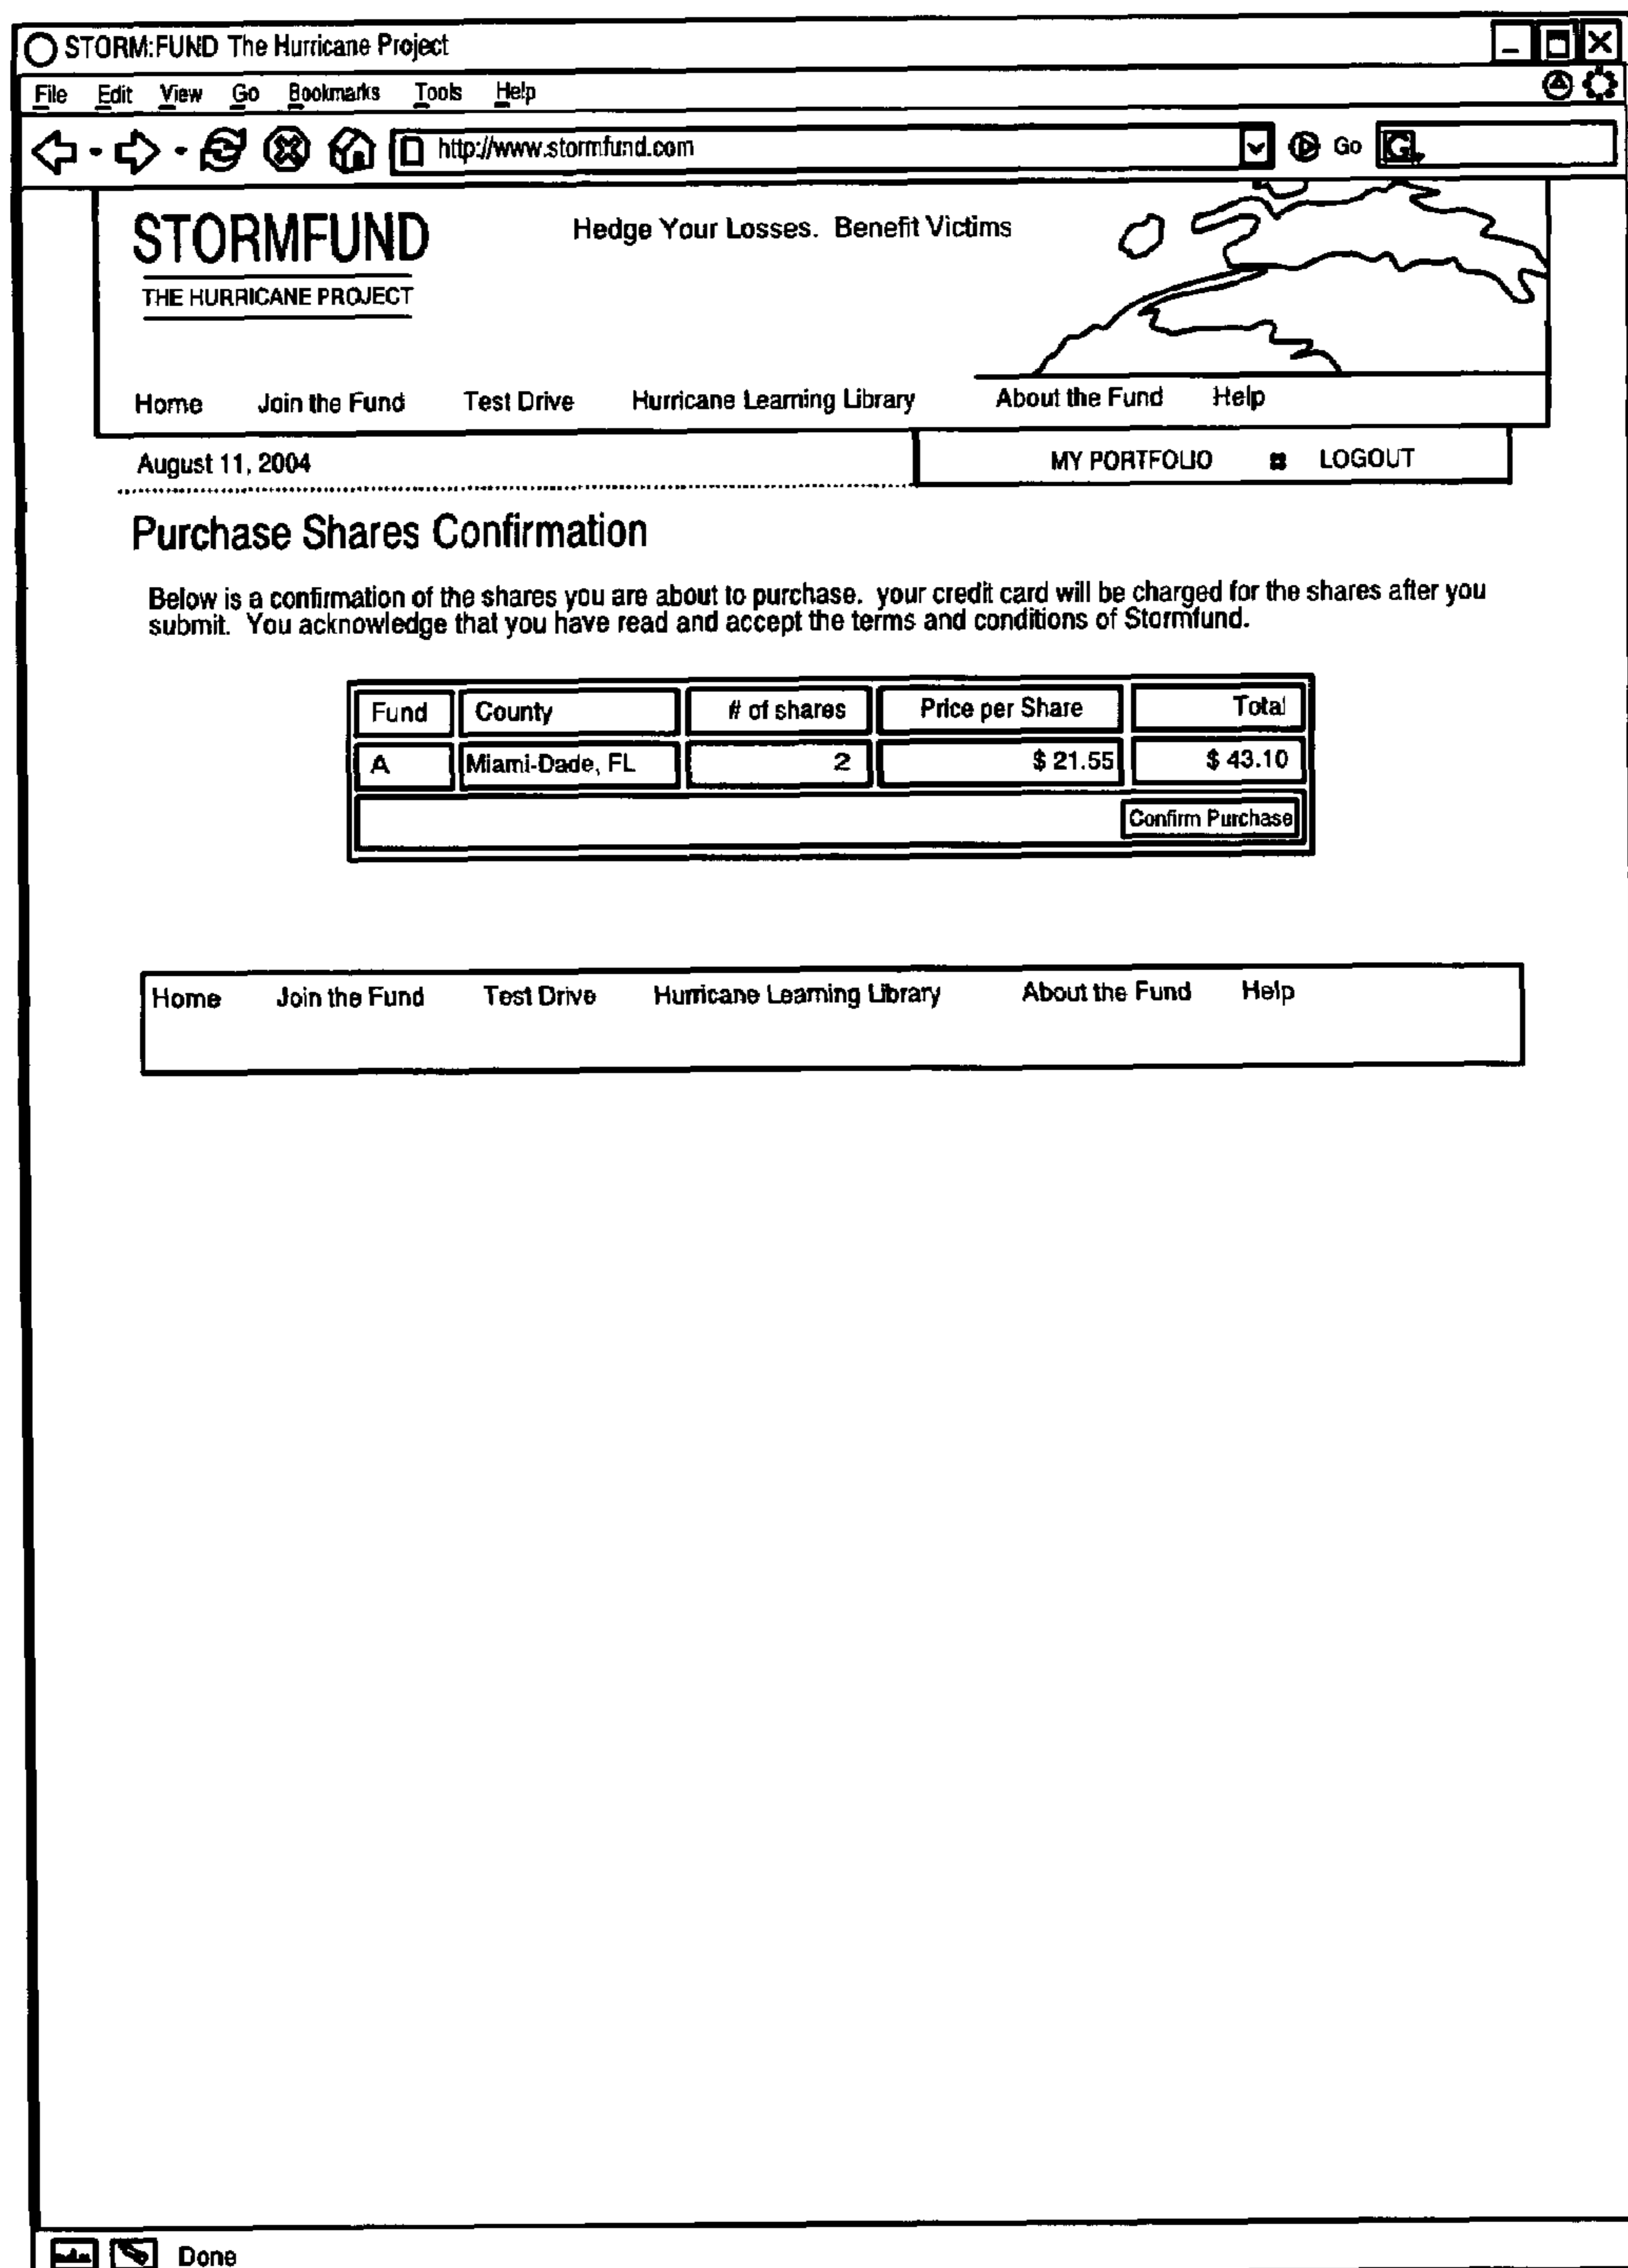 STORM:FUND The Hurricane Project
File Edit View Go Bookmarks Tools Help
http://www.stormfund.com Go G
STORMFUND Hedge Your Losses. Benefit Victims
THE HURRICANE PROJECT
Home Join the Fund Test Drive Hurricane Learning Library About the Fund Help
August 11, 2004 MY PORTFOLIO LOGOUT
Purchase Shares Confirmation
Below is a confirmation of the shares you are about to purchase. your credit card will be charged for the shares after you
submit. You acknowledge that you have read and accept the terms and conditions of Stormfund.
Fund County # of shares Price per Share Total
A Miami-Dade, FL 2 $ 21.55 $ 43.10
Confirm Purchase
Home Join the Fund Test Drive Hurricane Learning Library About the Fund Help
Done